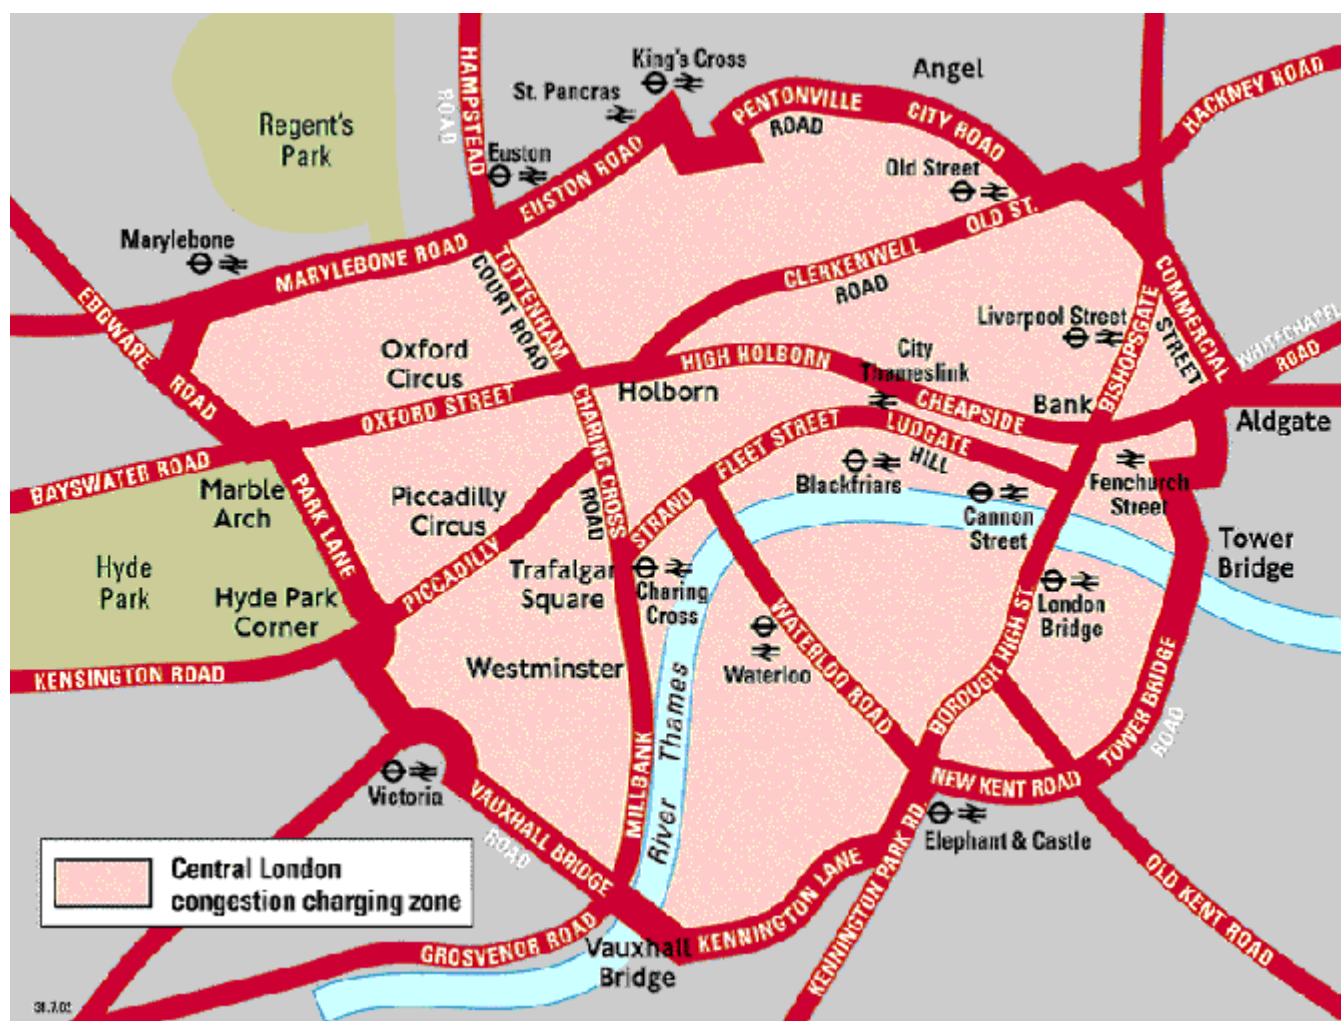 King's Cross
Angel
St. Pancras
HAMPSTEAD
ROAD
PENTONVILLE
ROAD
CITY ROAD
HACKNEY ROAD
Regent's
Park
Euston
EUSTON ROAD
Old Street
OLD ST.
Marylebone
MARYLEBONE ROAD
TOTTENHAM
COURT ROAD
CLERKENWELL
ROAD
COMMERCIAL
STREET
EDGWARE
ROAD
Liverpool Street
BISHOPSGATE
WHITECHAPEL
ROAD
Oxford
Circus
OXFORD STREET
HIGH HOLBORN
Holborn
City
Thameslink
CHEAPSIDE
Bank
Aldgate
CHARING CROSS
ROAD
FLEET STREET
LUDGATE
HILL
BAYSWATER ROAD
Marble
Arch
PARK LANE
Piccadilly
Circus
STRAND
Blackfriars
Cannon
Street
Fenchurch
Street
Tower
Bridge
Hyde
Park
Hyde Park
Corner
PICCADILLY
Trafalgar
Square
Charing
Cross
London
Bridge
KENSINGTON ROAD
Westminster
Waterloo
WATERLOO ROAD
BOROUGH HIGH ST.
TOWER BRIDGE
ROAD
Victoria
VAUXHALL BRIDGE
ROAD
MILLBANK
River Thames
NEW KENT ROAD
Elephant & Castle
KENNINGTON PARK RD.
KENNINGTON LANE
OLD KENT ROAD
Central London
congestion charging zone
GROSVENOR ROAD
Vauxhall
Bridge